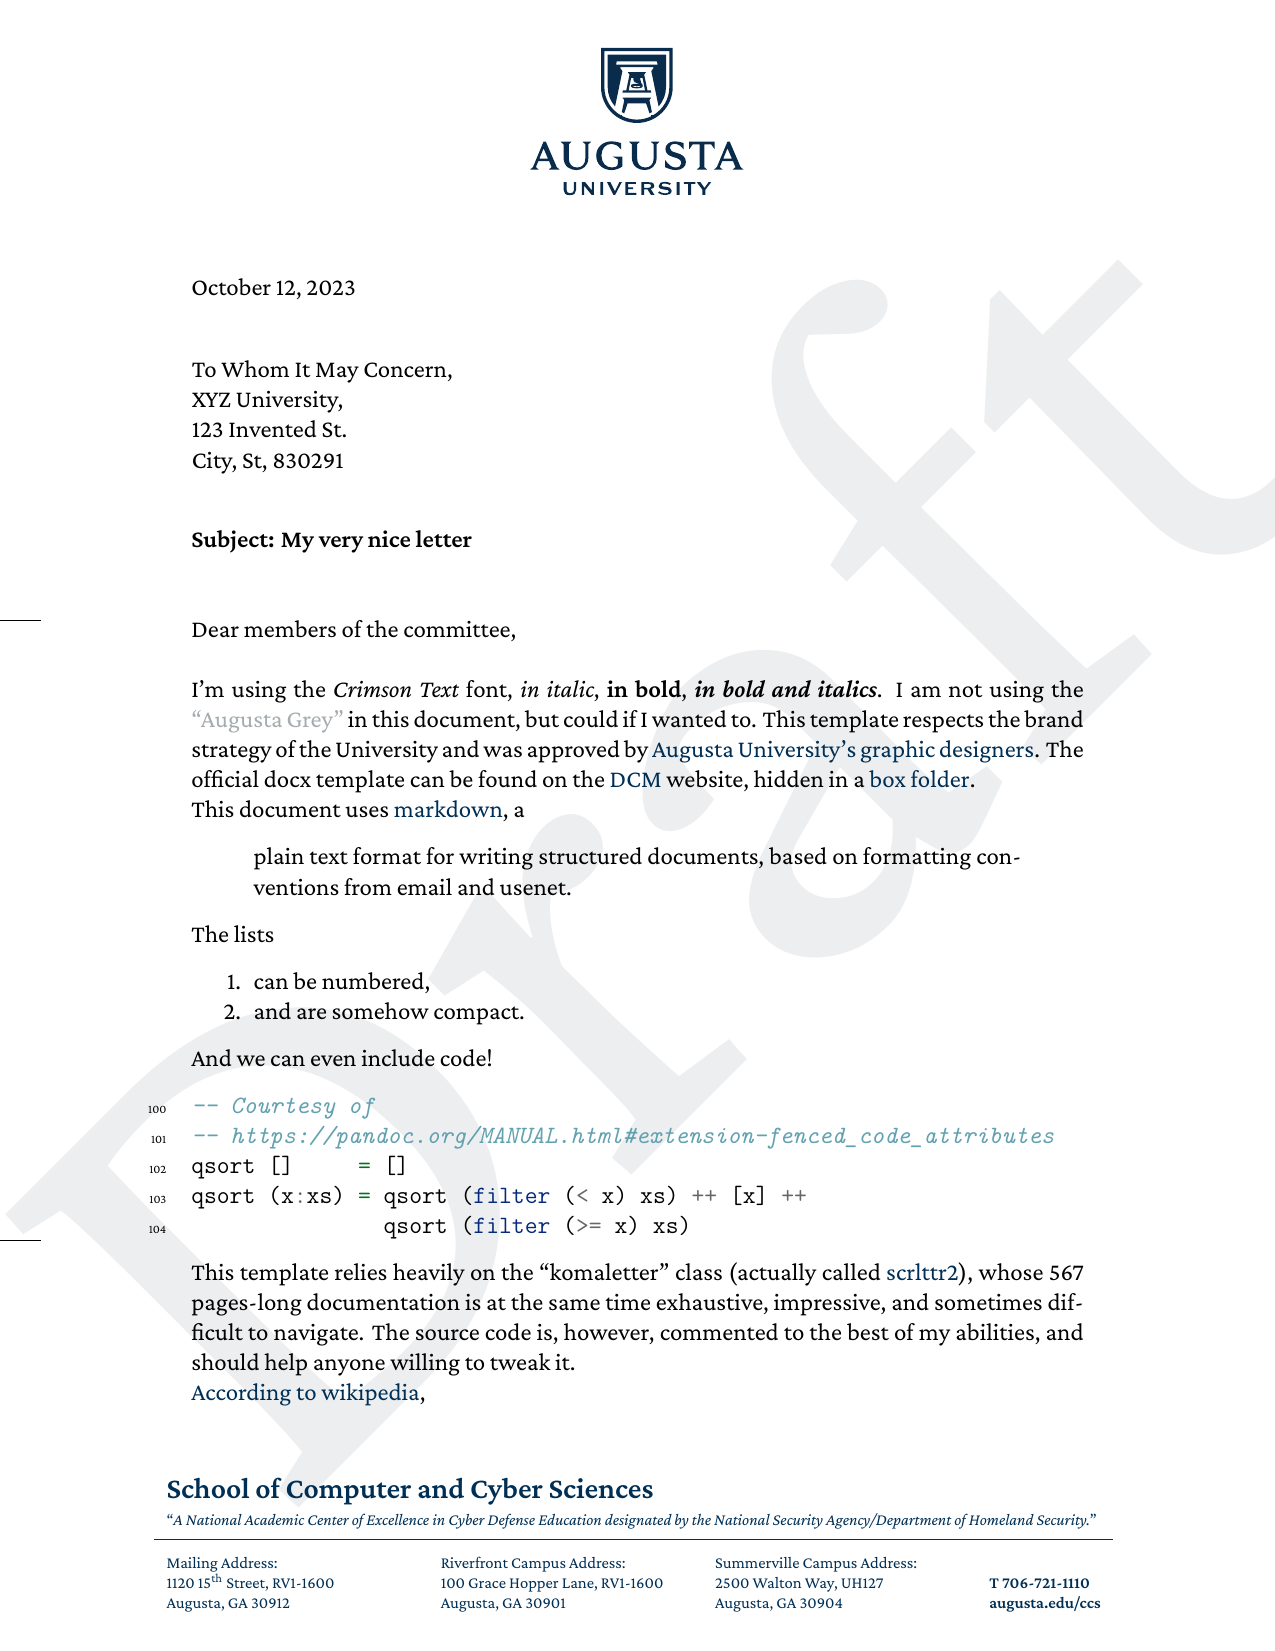 AUGUSTA
UNIVERSITY
October 12, 2023
To Whom It May Concern,
XYZ University,
123 Invented St.
City, St, 830291
Subject: My very nice letter
Dear members of the committee,
I’m using the Crimson Text font, in italic, in bold, in bold and italics. I am not using the
“Augusta Grey” in this document, but could if I wanted to. This template respects the brand
strategy of the University and was approved by Augusta University’s graphic designers. The
official docx template can be found on the DCM website, hidden in a box folder.
This document uses markdown, a
plain text format for writing structured documents, based on formatting con-
ventions from email and usenet.
The lists
1. can be numbered,
2. and are somehow compact.
And we can even include code!
100 -- Courtesy of
101 -- https://pandoc.org/MANUAL.html#extension-fenced_code_attributes
102 qsort []     = []
103 qsort (x:xs) = qsort (filter (< x) xs) ++ [x] ++
104                qsort (filter (>= x) xs)
This template relies heavily on the “komaletter” class (actually called scrlttr2), whose 567
pages-long documentation is at the same time exhaustive, impressive, and sometimes dif-
ficult to navigate. The source code is, however, commented to the best of my abilities, and
should help anyone willing to tweak it.
According to wikipedia,
Draft
School of Computer and Cyber Sciences
“A National Academic Center of Excellence in Cyber Defense Education designated by the National Security Agency/Department of Homeland Security.”
Mailing Address:
1120 15th Street, RV1-1600
Augusta, GA 30912
Riverfront Campus Address:
100 Grace Hopper Lane, RV1-1600
Augusta, GA 30901
Summerville Campus Address:
2500 Walton Way, UH127
Augusta, GA 30904
T 706-721-1110
augusta.edu/ccs